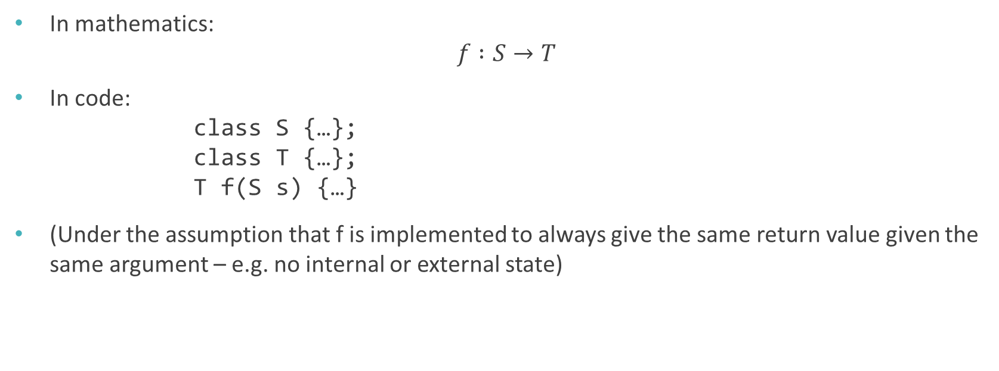 • In mathematics:
f : S → T
• In code:
class S {…};
class T {…};
T f(S s) {…}
• (Under the assumption that f is implemented to always give the same return value given the
same argument – e.g. no internal or external state)